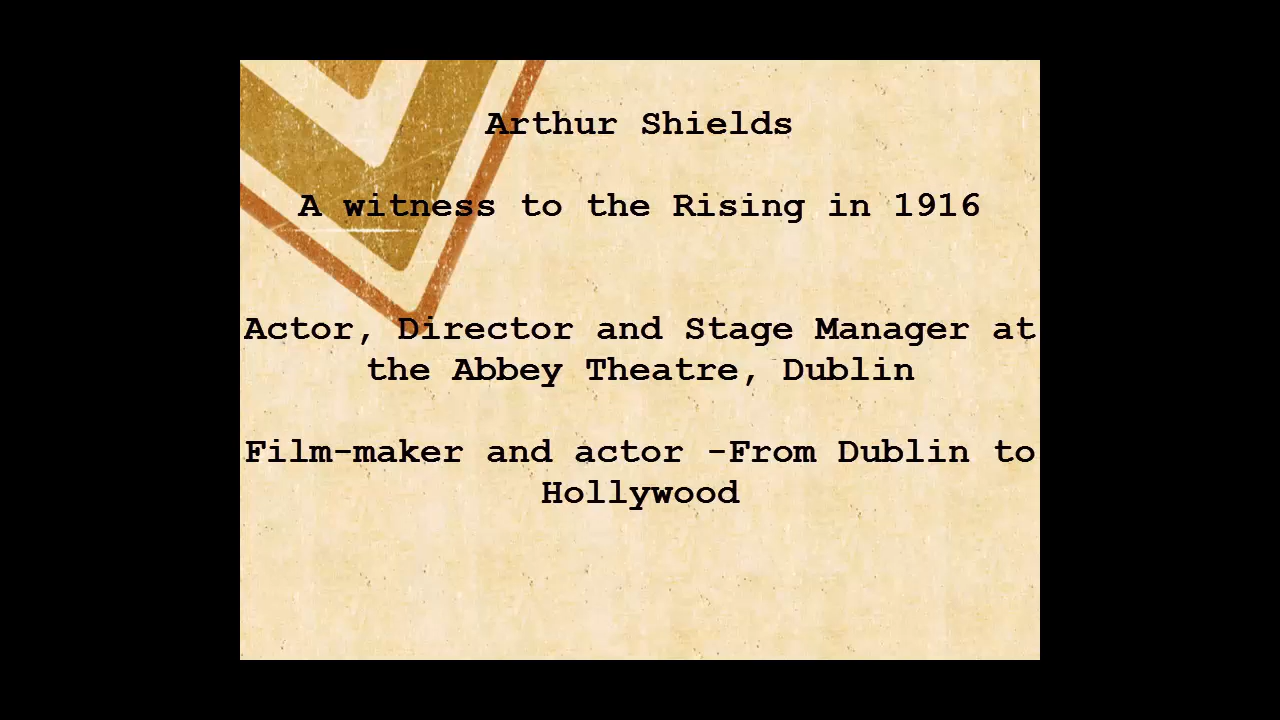 Arthur Shields
A witness to the Rising in 1916
Actor, Director and Stage Manager at
the Abbey Theatre, Dublin
Film-maker and actor -From Dublin to
Hollywood